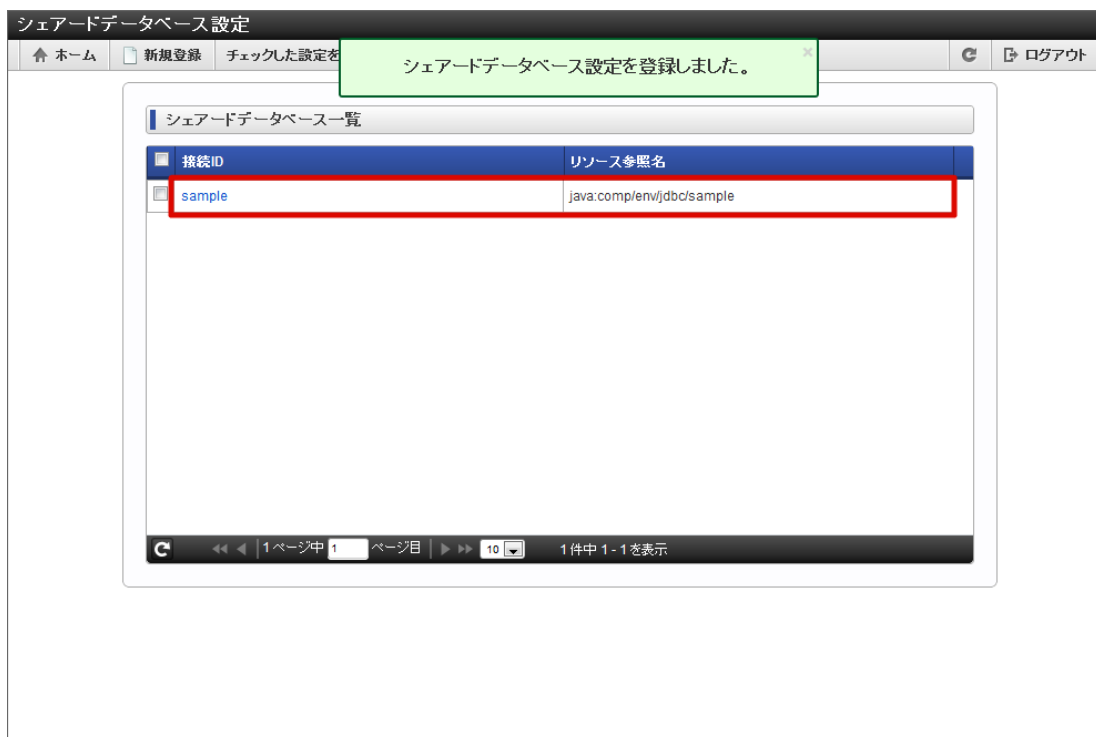 シェアードデータベース設定
ホーム 新規登録 チェックした設定を
シェアードデータベース設定を登録しました。 ×
ログアウト
シェアードデータベース一覧
接続ID リソース参照名
sample java:comp/env/jdbc/sample
1 ページ中 1 ページ目 10 1 件中 1 - 1 を表示